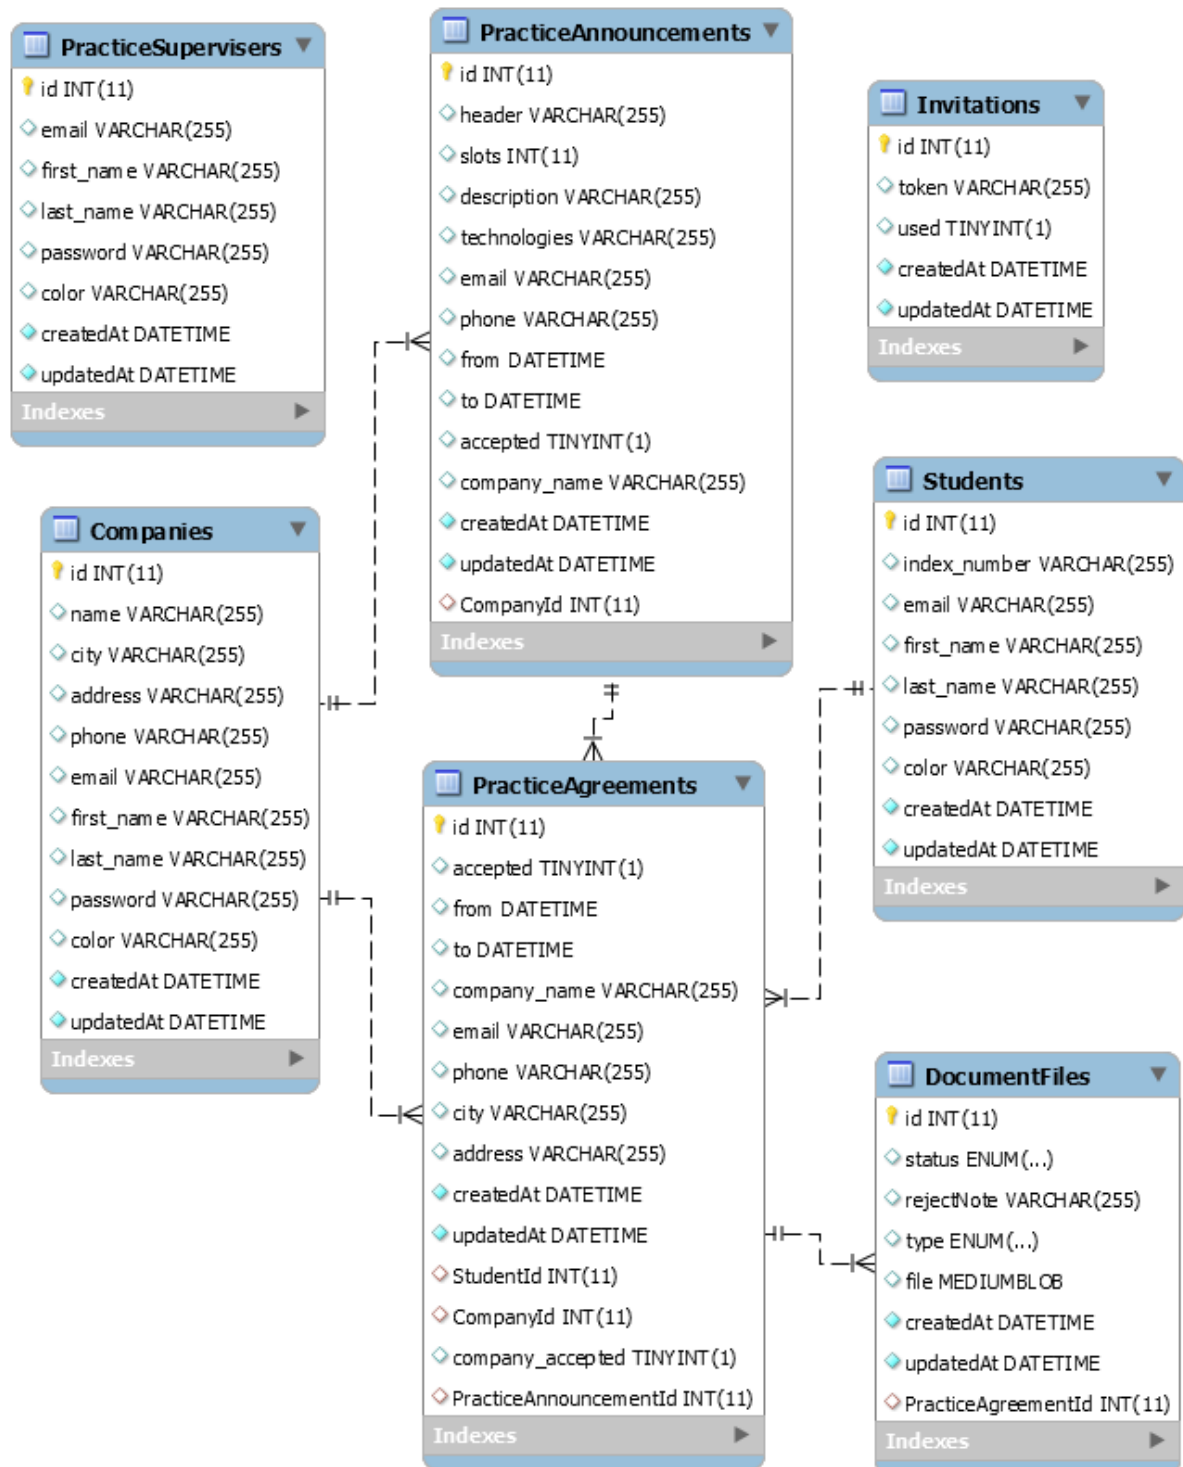 PracticeSupervisers
id INT(11)
email VARCHAR(255)
first_name VARCHAR(255)
last_name VARCHAR(255)
password VARCHAR(255)
color VARCHAR(255)
createdAt DATETIME
updatedAt DATETIME
Indexes
PracticeAnnouncements
id INT(11)
header VARCHAR(255)
slots INT(11)
description VARCHAR(255)
technologies VARCHAR(255)
email VARCHAR(255)
phone VARCHAR(255)
from DATETIME
to DATETIME
accepted TINYINT(1)
company_name VARCHAR(255)
createdAt DATETIME
updatedAt DATETIME
CompanyId INT(11)
Indexes
Invitations
id INT(11)
token VARCHAR(255)
used TINYINT(1)
createdAt DATETIME
updatedAt DATETIME
Indexes
Companies
id INT(11)
name VARCHAR(255)
city VARCHAR(255)
address VARCHAR(255)
phone VARCHAR(255)
email VARCHAR(255)
first_name VARCHAR(255)
last_name VARCHAR(255)
password VARCHAR(255)
color VARCHAR(255)
createdAt DATETIME
updatedAt DATETIME
Indexes
Students
id INT(11)
index_number VARCHAR(255)
email VARCHAR(255)
first_name VARCHAR(255)
last_name VARCHAR(255)
password VARCHAR(255)
color VARCHAR(255)
createdAt DATETIME
updatedAt DATETIME
Indexes
PracticeAgreements
id INT(11)
accepted TINYINT(1)
from DATETIME
to DATETIME
company_name VARCHAR(255)
email VARCHAR(255)
phone VARCHAR(255)
city VARCHAR(255)
address VARCHAR(255)
createdAt DATETIME
updatedAt DATETIME
StudentId INT(11)
CompanyId INT(11)
company_accepted TINYINT(1)
PracticeAnnouncementId INT(11)
Indexes
DocumentFiles
id INT(11)
status ENUM(...)
rejectNote VARCHAR(255)
type ENUM(...)
file MEDIUMBLOB
createdAt DATETIME
updatedAt DATETIME
PracticeAgreementId INT(11)
Indexes